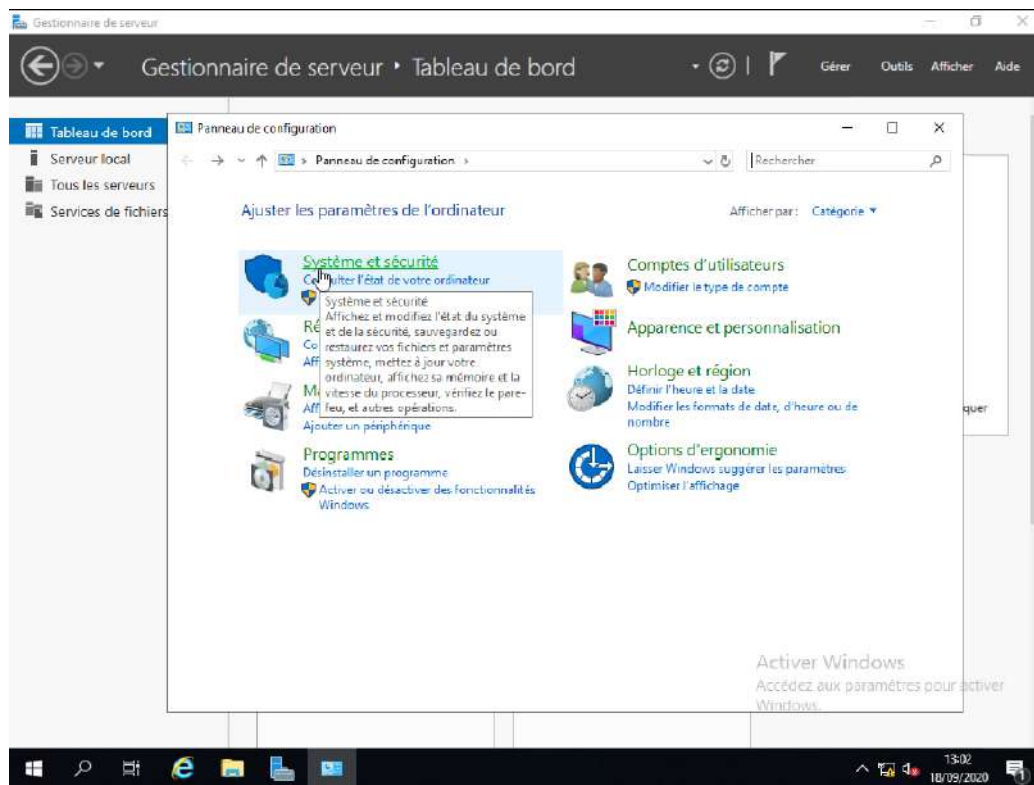 Gestionnaire de serveur
Gestionnaire de serveur • Tableau de bord
Gérer Outils Afficher Aide
Tableau de bord
Serveur local
Tous les serveurs
Services de fichiers
Panneau de configuration
Panneau de configuration
Rechercher
Ajuster les paramètres de l'ordinateur
Afficher par : Catégorie
Système et sécurité
Consulter l'état de votre ordinateur
Système et sécurité
Affichez et modifiez l'état du système
et de la sécurité, sauvegardez ou
restaurez vos fichiers et paramètres
système, mettez à jour votre
ordinateur, affichez sa mémoire et la
vitesse du processeur, vérifiez le pare-
feu, et autres opérations.
Ré
Co
Aff
Ma
Aff
Ajouter un périphérique
Programmes
Désinstaller un programme
Activer ou désactiver des fonctionnalités
Windows
Comptes d'utilisateurs
Modifier le type de compte
Apparence et personnalisation
Horloge et région
Définir l'heure et la date
Modifier les formats de date, d'heure ou de
nombre
Options d'ergonomie
Laisser Windows suggérer les paramètres
Optimiser l'affichage
quer
Activer Windows
Accédez aux paramètres pour activer
Windows.
13:02
18/09/2020